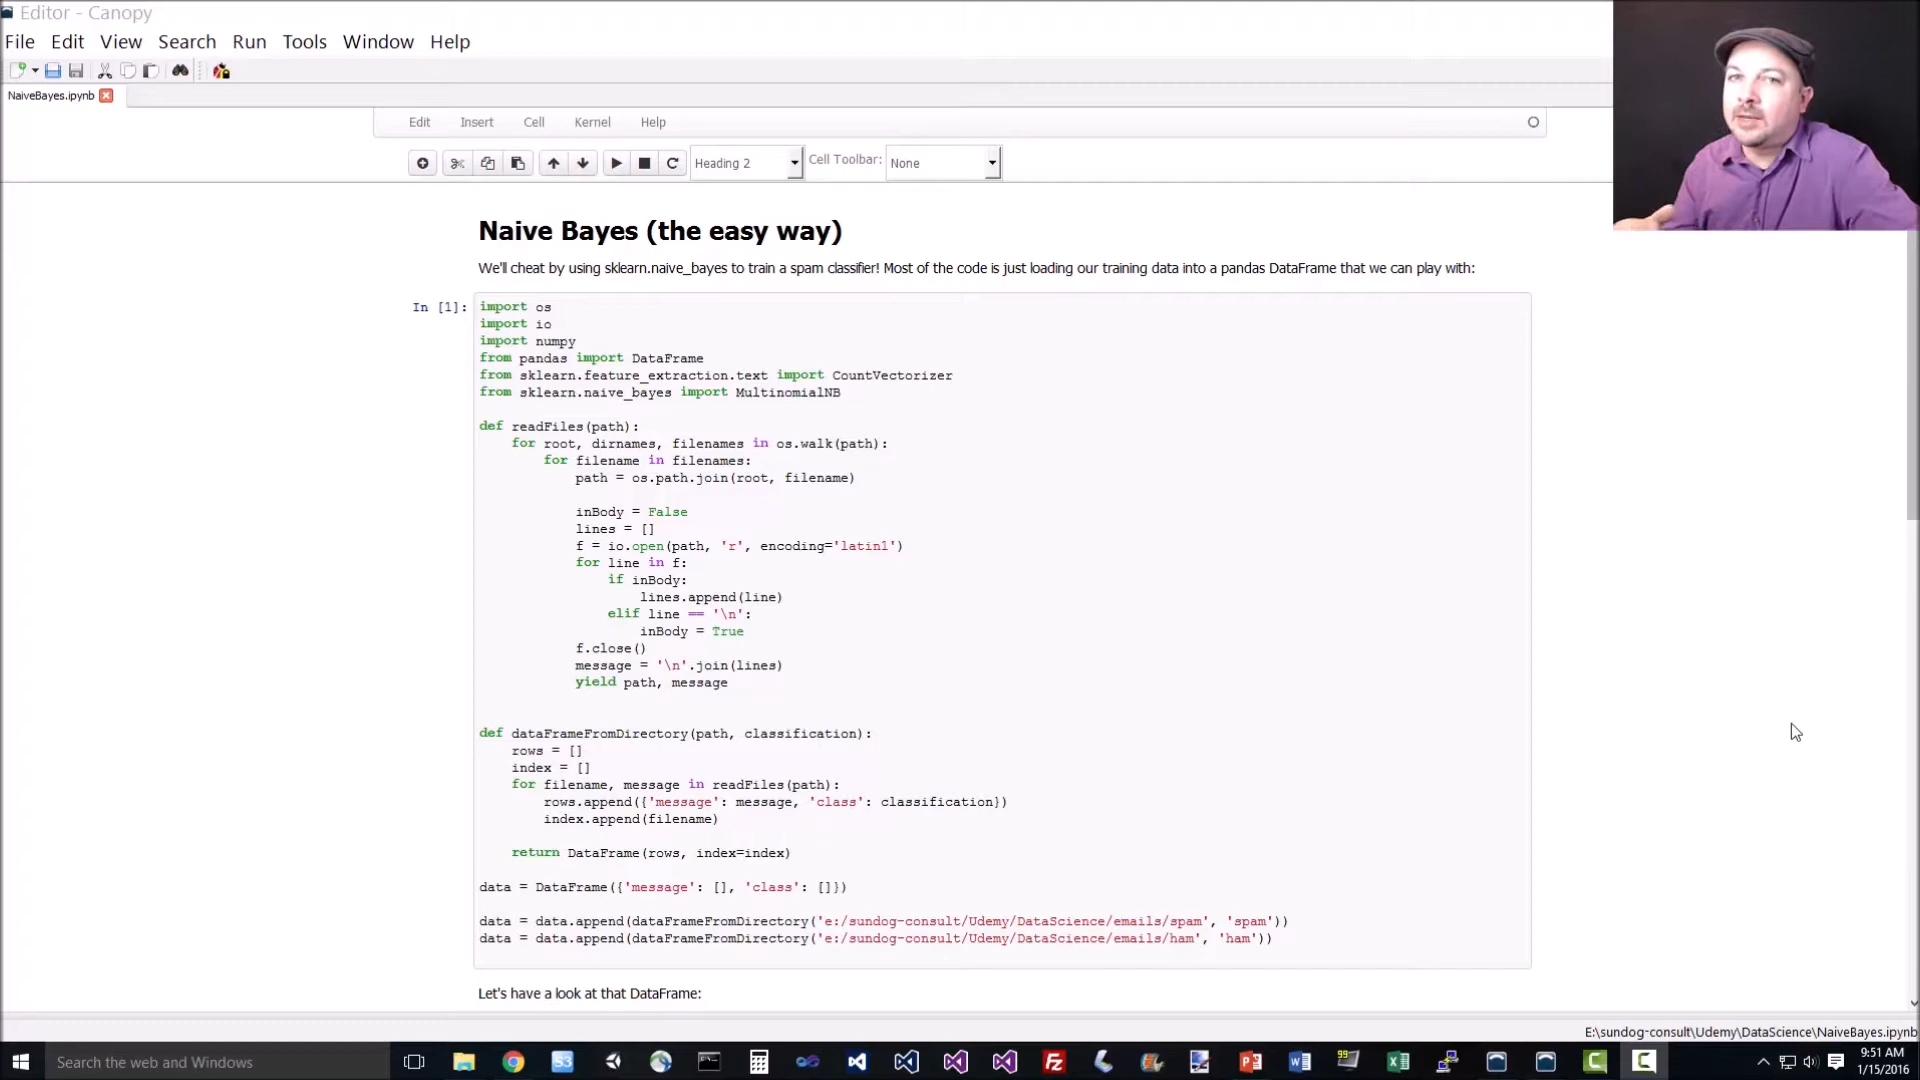 Editor - Canopy
File Edit View Search Run Tools Window Help
NaiveBayes.ipynb
Edit Insert Cell Kernel Help
Heading 2 Cell Toolbar: None
Naive Bayes (the easy way)
We'll cheat by using sklearn.naive_bayes to train a spam classifier! Most of the code is just loading our training data into a pandas DataFrame that we can play with:
In [1]:
import os
import io
import numpy
from pandas import DataFrame
from sklearn.feature_extraction.text import CountVectorizer
from sklearn.naive_bayes import MultinomialNB
def readFiles(path):
    for root, dirnames, filenames in os.walk(path):
        for filename in filenames:
            path = os.path.join(root, filename)
            inBody = False
            lines = []
            f = io.open(path, 'r', encoding='latin1')
            for line in f:
                if inBody:
                    lines.append(line)
                elif line == '\n':
                    inBody = True
            f.close()
            message = '\n'.join(lines)
            yield path, message
def dataFrameFromDirectory(path, classification):
    rows = []
    index = []
    for filename, message in readFiles(path):
        rows.append({'message': message, 'class': classification})
        index.append(filename)
    return DataFrame(rows, index=index)
data = DataFrame({'message': [], 'class': []})
data = data.append(dataFrameFromDirectory('e:/sundog-consult/Udemy/DataScience/emails/spam', 'spam'))
data = data.append(dataFrameFromDirectory('e:/sundog-consult/Udemy/DataScience/emails/ham', 'ham'))
Let's have a look at that DataFrame:
E:\sundog-consult\Udemy\DataScience\NaiveBayes.ipynb
Search the web and Windows
S3
99
9:51 AM
1/15/2016